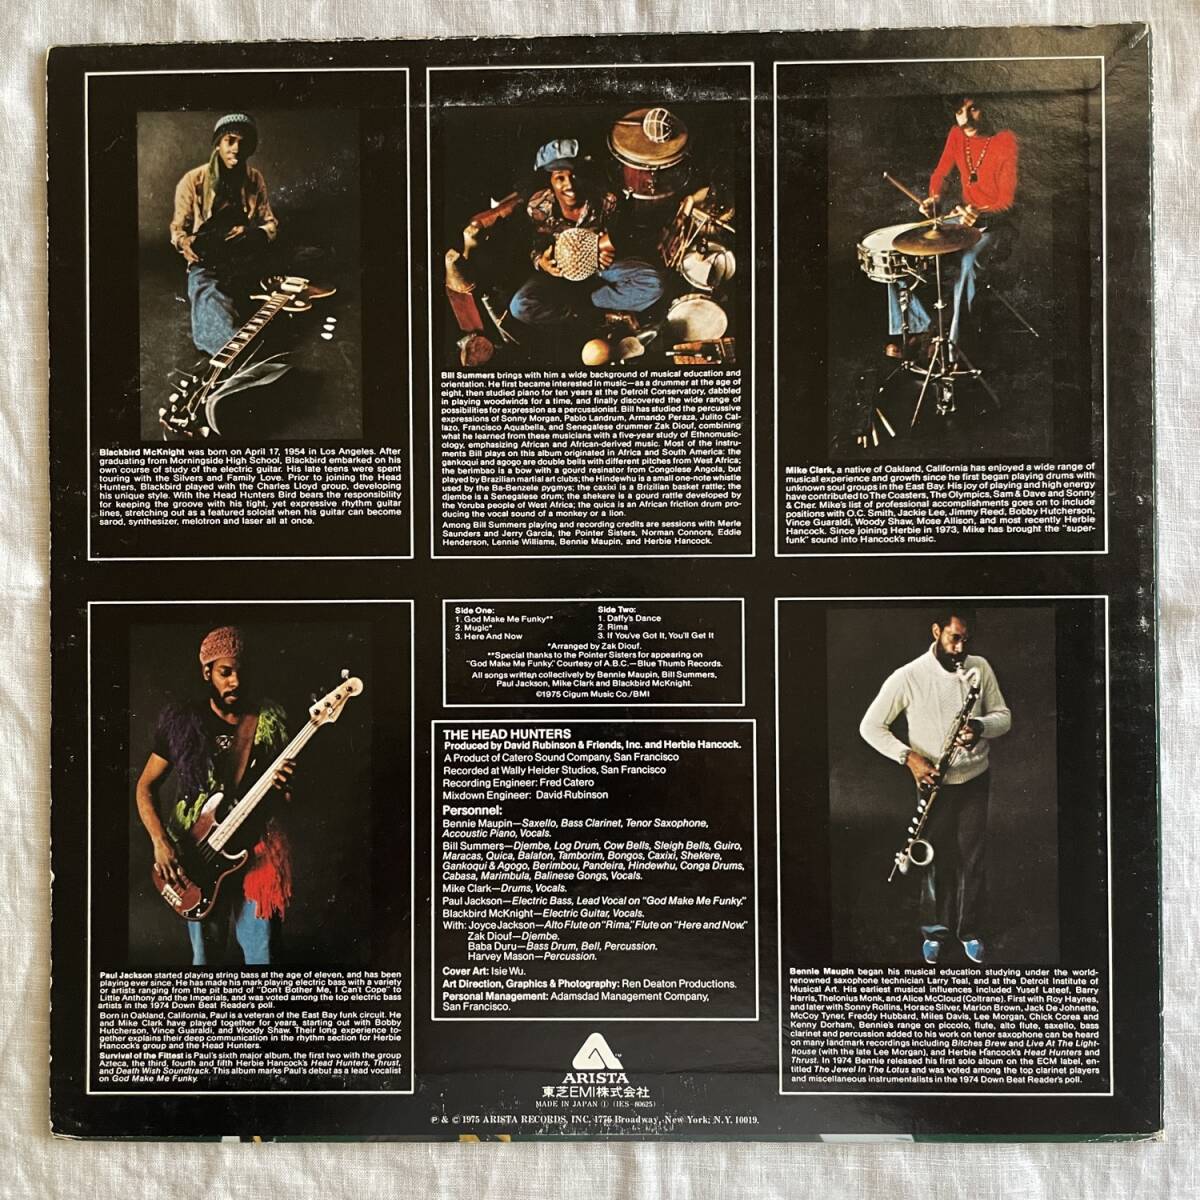 Blackbird McKnight was born on April 17, 1954 in Los Angeles. After
graduating from Morningside High School, Blackbird embarked on his
own course of study of the electric guitar. His late teens were spent
touring with the Silvers and Family Love. Prior to joining the Head
Hunters, Blackbird played with the Charles Lloyd group, developing
his unique style. With the Head Hunters Bird bears the responsibility
for keeping the groove with his tight, yet expressive rhythm guitar
lines, stretching out as a featured soloist when his guitar can become
sarod, synthesizer, melotron and laser all at once.
Bill Summers brings with him a wide background of musical education and
orientation. He first became interested in music—as a drummer at the age of
eight, then studied piano for ten years at the Detroit Conservatory, dabbled
in playing woodwinds for a time, and finally discovered the wide range of
possibilities for expression as a percussionist. Bill has studied the percussive
expressions of Sonny Morgan, Pablo Landrum, Armando Peraza, Julito Cal-
lazo, Francisco Aquabella, and Senegalese drummer Zak Diouf, combining
what he learned from these musicians with a five-year study of Ethnomusic-
ology, emphasizing African and African-derived music. Most of the instru-
ments Bill plays on this album originated in Africa and South America: the
gankoqui and agogo are double bells with different pitches from West Africa;
the berimbao is a bow with a gourd resinator from Congolese Angola, but
played by Brazilian martial art clubs; the Hindewhu is a small one-note whistle
used by the Ba-Benzele pygmys; the caxixi is a Brizilian basket rattle; the
djembe is a Senegalese drum; the shekere is a gourd rattle developed by
the Yoruba people of West Africa; the quica is an African friction drum pro-
ducing the vocal sound of a monkey or a lion.
Among Bill Summers playing and recording credits are sessions with Merle
Saunders and Jerry Garcia, the Pointer Sisters, Norman Connors, Eddie
Henderson, Lennie Williams, Bennie Maupin, and Herbie Hancock.
Mike Clark, a native of Oakland, California has enjoyed a wide range of
musical experience and growth since he first began playing drums with
unknown soul groups in the East Bay. His joy of playing and high energy
have contributed to The Coasters, The Olympics, Sam & Dave and Sonny
& Cher. Mike's list of professional accomplishments goes on to include
positions with O.C. Smith, Jackie Lee, Jimmy Reed, Bobby Hutcherson,
Vince Guaraldi, Woody Shaw, Mose Allison, and most recently Herbie
Hancock. Since joining Herbie in 1973, Mike has brought the "super-
funk" sound into Hancock's music.
Side One:
1. God Make Me Funky**
2. Mugic*
3. Here And Now
Side Two:
1. Daffy's Dance
2. Rima
3. If You've Got It, You'll Get It
*Arranged by Zak Diouf.
**Special thanks to the Pointer Sisters for appearing on
"God Make Me Funky." Courtesy of A.B.C.—Blue Thumb Records.
All songs written collectively by Bennie Maupin, Bill Summers,
Paul Jackson, Mike Clark and Blackbird McKnight.
©1975 Cigum Music Co./BMI
THE HEAD HUNTERS
Produced by David Rubinson & Friends, Inc. and Herbie Hancock.
A Product of Catero Sound Company, San Francisco
Recorded at Wally Heider Studios, San Francisco
Recording Engineer: Fred Catero
Mixdown Engineer: David Rubinson
Personnel:
Bennie Maupin—Saxello, Bass Clarinet, Tenor Saxophone,
Accoustic Piano, Vocals.
Bill Summers—Djembe, Log Drum, Cow Bells, Sleigh Bells, Guiro,
Maracas, Quica, Balafon, Tamborim, Bongos, Caxixi, Shekere,
Gankoqui & Agogo, Berimbou, Pandeira, Hindewhu, Conga Drums,
Cabasa, Marimbula, Balinese Gongs, Vocals.
Mike Clark—Drums, Vocals.
Paul Jackson—Electric Bass, Lead Vocal on "God Make Me Funky."
Blackbird McKnight—Electric Guitar, Vocals.
With: Joyce Jackson—Alto Flute on "Rima," Flute on "Here and Now."
Zak Diouf—Djembe.
Baba Duru—Bass Drum, Bell, Percussion.
Harvey Mason—Percussion.
Cover Art: Isie Wu.
Art Direction, Graphics & Photography: Ren Deaton Productions.
Personal Management: Adamsdad Management Company,
San Francisco.
Paul Jackson started playing string bass at the age of eleven, and has been
playing ever since. He has made his mark playing electric bass with a variety
or artists ranging from the pit band of "Don't Bother Me, I Can't Cope" to
Little Anthony and the Imperials, and was voted among the top electric bass
artists in the 1974 Down Beat Reader's poll.
Born in Oakland, California, Paul is a veteran of the East Bay funk circuit. He
and Mike Clark have played together for years, starting out with Bobby
Hutcherson, Vince Guaraldi, and Woody Shaw. Their long experience to-
gether explains their deep communication in the rhythm section for Herbie
Hancock's group and the Head Hunters.
Survival of the Fittest is Paul's sixth major album, the first two with the group
Azteca, the third, fourth and fifth Herbie Hancock's Head Hunters, Thrust,
and Death Wish Soundtrack. This album marks Paul's debut as a lead vocalist
on God Make Me Funky.
Bennie Maupin began his musical education studying under the world-
renowned saxophone technician Larry Teal, and at the Detroit Institute of
Musical Art. His earliest musical influences included Yusef Lateef, Barry
Harris, Thelonius Monk, and Alice McCloud (Coltrane). First with Roy Haynes,
and later with Sonny Rollins, Horace Silver, Marion Brown, Jack De Johnette,
McCoy Tyner, Freddy Hubbard, Miles Davis, Lee Morgan, Chick Corea and
Kenny Dorham, Bennie's range on piccolo, flute, alto flute, saxello, bass
clarinet and percussion added to his work on tenor saxophone can be heard
on many landmark recordings including Bitches Brew and Live At The Light-
house (with the late Lee Morgan), and Herbie Hancock's Head Hunters and
Thrust. In 1974 Bennie released his first solo album on the ECM label, en-
titled The Jewel In The Lotus and was voted among the top clarinet players
and miscellaneous instrumentalists in the 1974 Down Beat Reader's poll.
ARISTA
TM
東芝EMI株式会社
MADE IN JAPAN Ⓘ (IES-80625)
℗ & © 1975 ARISTA RECORDS, INC. 1776 Broadway, New York, N.Y. 10019.